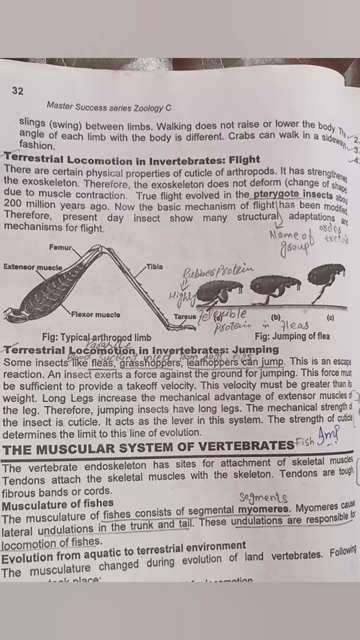 32
Master Success series Zoology C
slings (swing) between limbs. Walking does not raise or lower the body. The
angle of each limb with the body is different. Crabs can walk in a sideways
fashion.
Terrestrial Locomotion in Invertebrates: Flight
There are certain physical properties of cuticle of arthropods. It has strengthened
the exoskeleton. Therefore, the exoskeleton does not deform (change of shape
due to muscle contraction. True flight evolved in the pterygote insects about
200 million years ago. Now the basic mechanism of flight has been modified
Therefore, present day insect show many structural adaptations and
mechanisms for flight.
Name of order
group
Femur
Tibia
Extensor muscle
Flexor muscle
Tarsus
Rubber Protein
Highly
flexible
Protein in fleas
(a)
(b)
(c)
Fig: Typical arthropod limb
Fig: Jumping of flea
Terrestrial Locomotion in Invertebrates: Jumping
Some insects like fleas, grasshoppers, leafhoppers can jump. This is an escape
reaction. An insect exerts a force against the ground for jumping. This force must
be sufficient to provide a takeoff velocity. This velocity must be greater than its
weight. Long Legs increase the mechanical advantage of extensor muscles of
the leg. Therefore, jumping insects have long legs. The mechanical strength of
the insect is cuticle. It acts as the lever in this system. The strength of cuticle
determines the limit to this line of evolution.
THE MUSCULAR SYSTEM OF VERTEBRATES
Fish Imp
The vertebrate endoskeleton has sites for attachment of skeletal muscles.
Tendons attach the skeletal muscles with the skeleton. Tendons are tough
fibrous bands or cords.
Musculature of fishes
segments
The musculature of fishes consists of segmental myomeres. Myomeres cause
lateral undulations in the trunk and tail. These undulations are responsible for
locomotion of fishes.
Evolution from aquatic to terrestrial environment
The musculature changed during evolution of land vertebrates. Following
place: